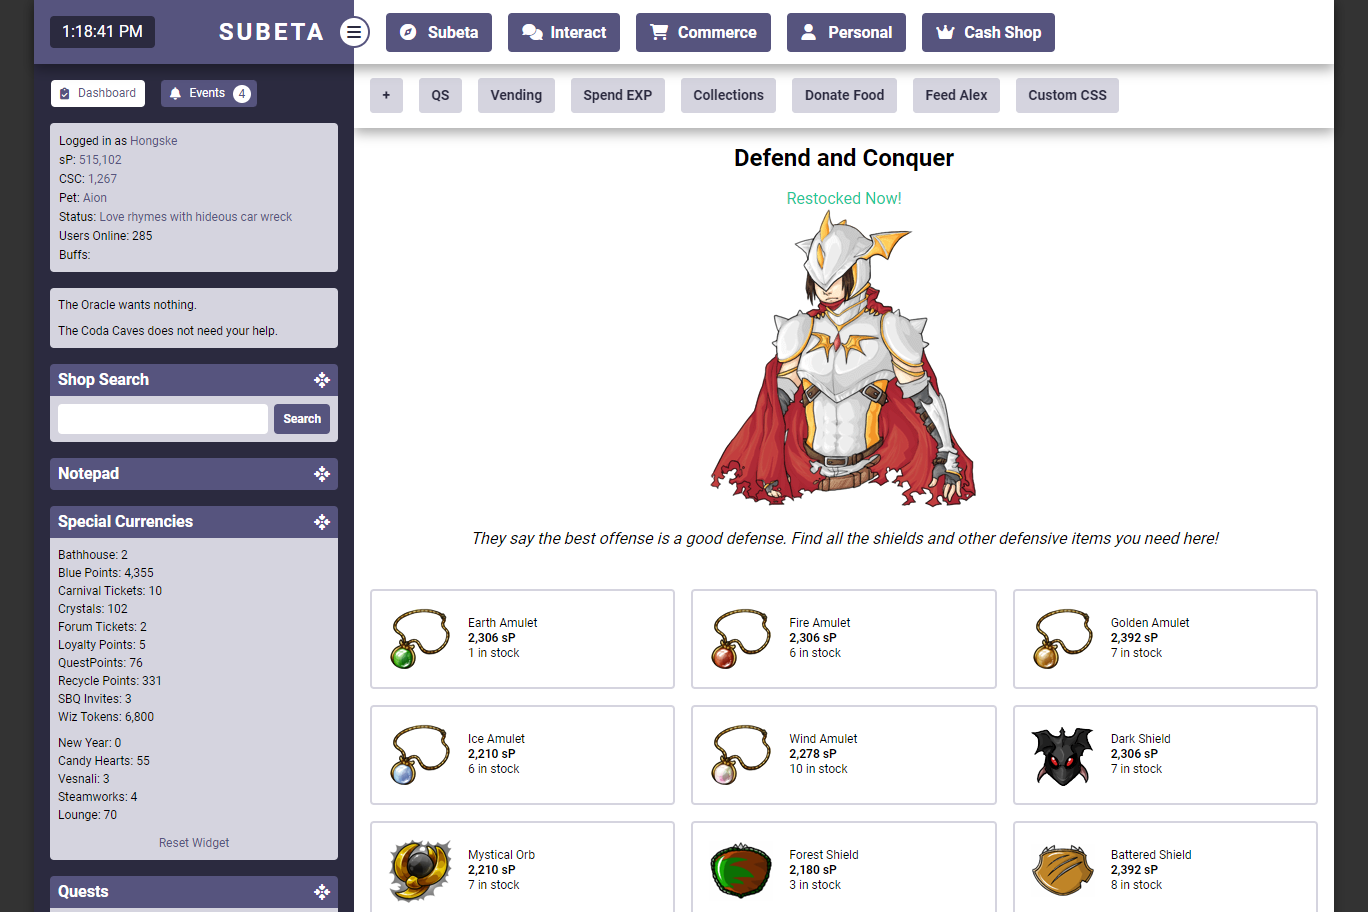 1:18:41 PM
SUBETA
Subeta
Interact
Commerce
Personal
Cash Shop
Dashboard
Events 4
+
QS
Vending
Spend EXP
Collections
Donate Food
Feed Alex
Custom CSS
Logged in as Hongske
sP: 515,102
CSC: 1,267
Pet: Aion
Status: Love rhymes with hideous car wreck
Users Online: 285
Buffs:
The Oracle wants nothing.
The Coda Caves does not need your help.
Shop Search
Search
Notepad
Special Currencies
Bathhouse: 2
Blue Points: 4,355
Carnival Tickets: 10
Crystals: 102
Forum Tickets: 2
Loyalty Points: 5
QuestPoints: 76
Recycle Points: 331
SBQ Invites: 3
Wiz Tokens: 6,800
New Year: 0
Candy Hearts: 55
Vesnali: 3
Steamworks: 4
Lounge: 70
Reset Widget
Quests
Defend and Conquer
Restocked Now!
They say the best offense is a good defense. Find all the shields and other defensive items you need here!
Earth Amulet
2,306 sP
1 in stock
Fire Amulet
2,306 sP
6 in stock
Golden Amulet
2,392 sP
7 in stock
Ice Amulet
2,210 sP
6 in stock
Wind Amulet
2,278 sP
10 in stock
Dark Shield
2,306 sP
7 in stock
Mystical Orb
2,210 sP
7 in stock
Forest Shield
2,180 sP
3 in stock
Battered Shield
2,392 sP
8 in stock